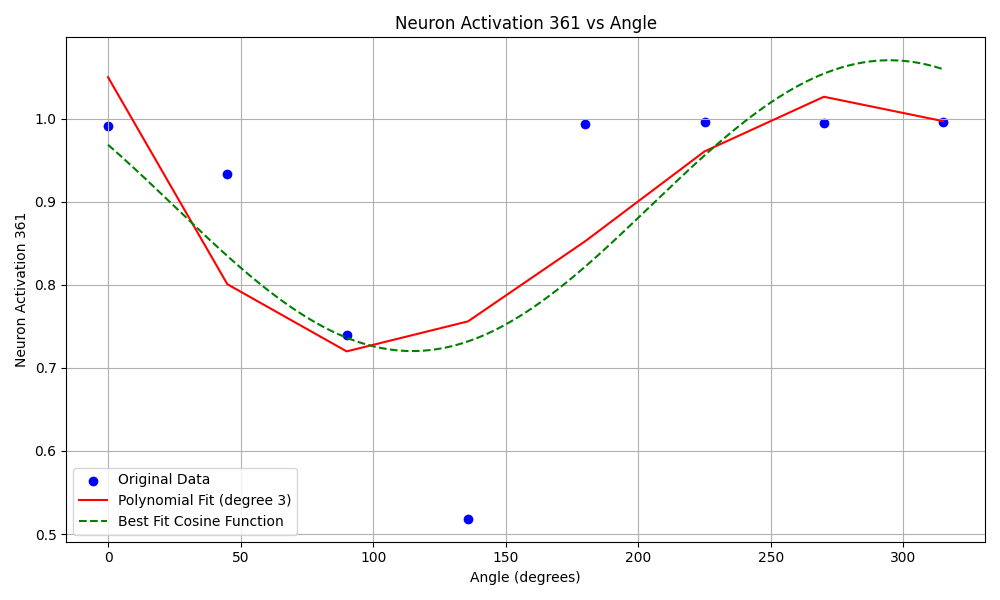 Neuron Activation 361 vs Angle
Neuron Activation 361
1.0
0.9
0.8
0.7
0.6
0.5
Original Data
Polynomial Fit (degree 3)
Best Fit Cosine Function
0 50 100 150 200 250 300
Angle (degrees)